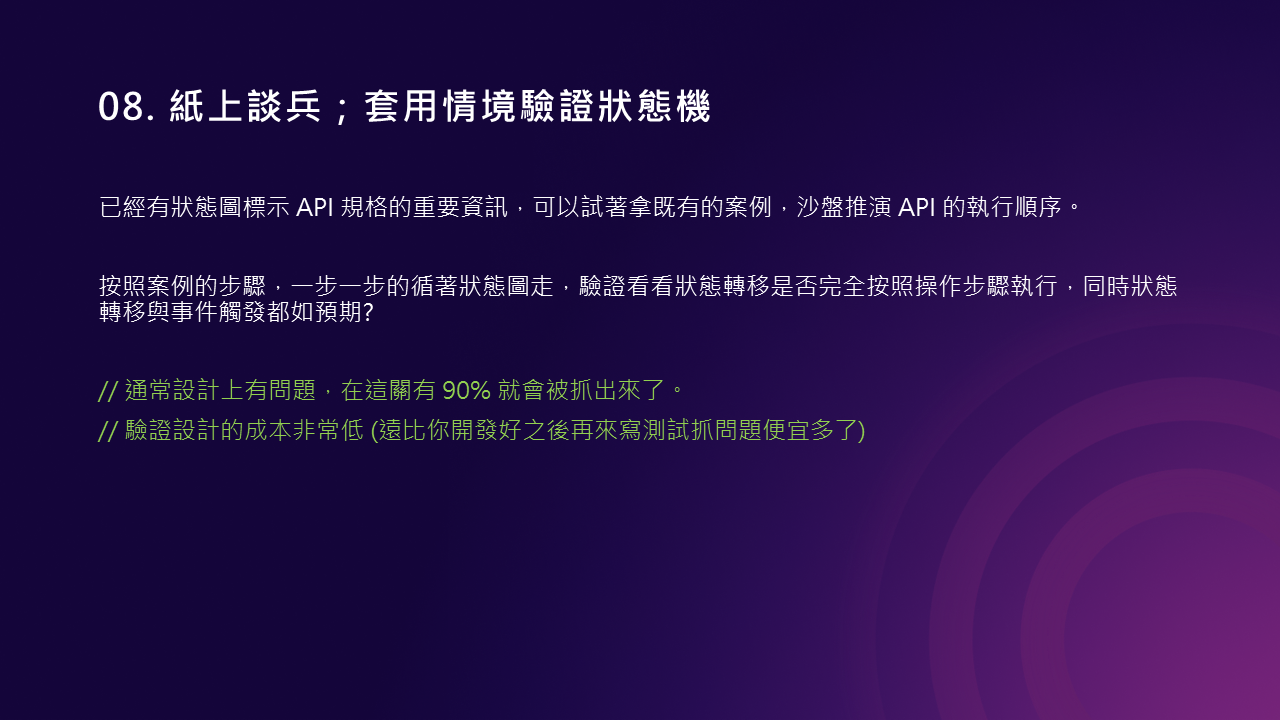 08. 紙上談兵；套用情境驗證狀態機
已經有狀態圖標示 API 規格的重要資訊，可以試著拿既有的案例，沙盤推演 API 的執行順序。
按照案例的步驟，一步一步的循著狀態圖走，驗證看看狀態轉移是否完全按照操作步驟執行，同時狀態
轉移與事件觸發都如預期?
// 通常設計上有問題，在這關有 90% 就會被抓出來了。
// 驗證設計的成本非常低 (遠比你開發好之後再來寫測試抓問題便宜多了)